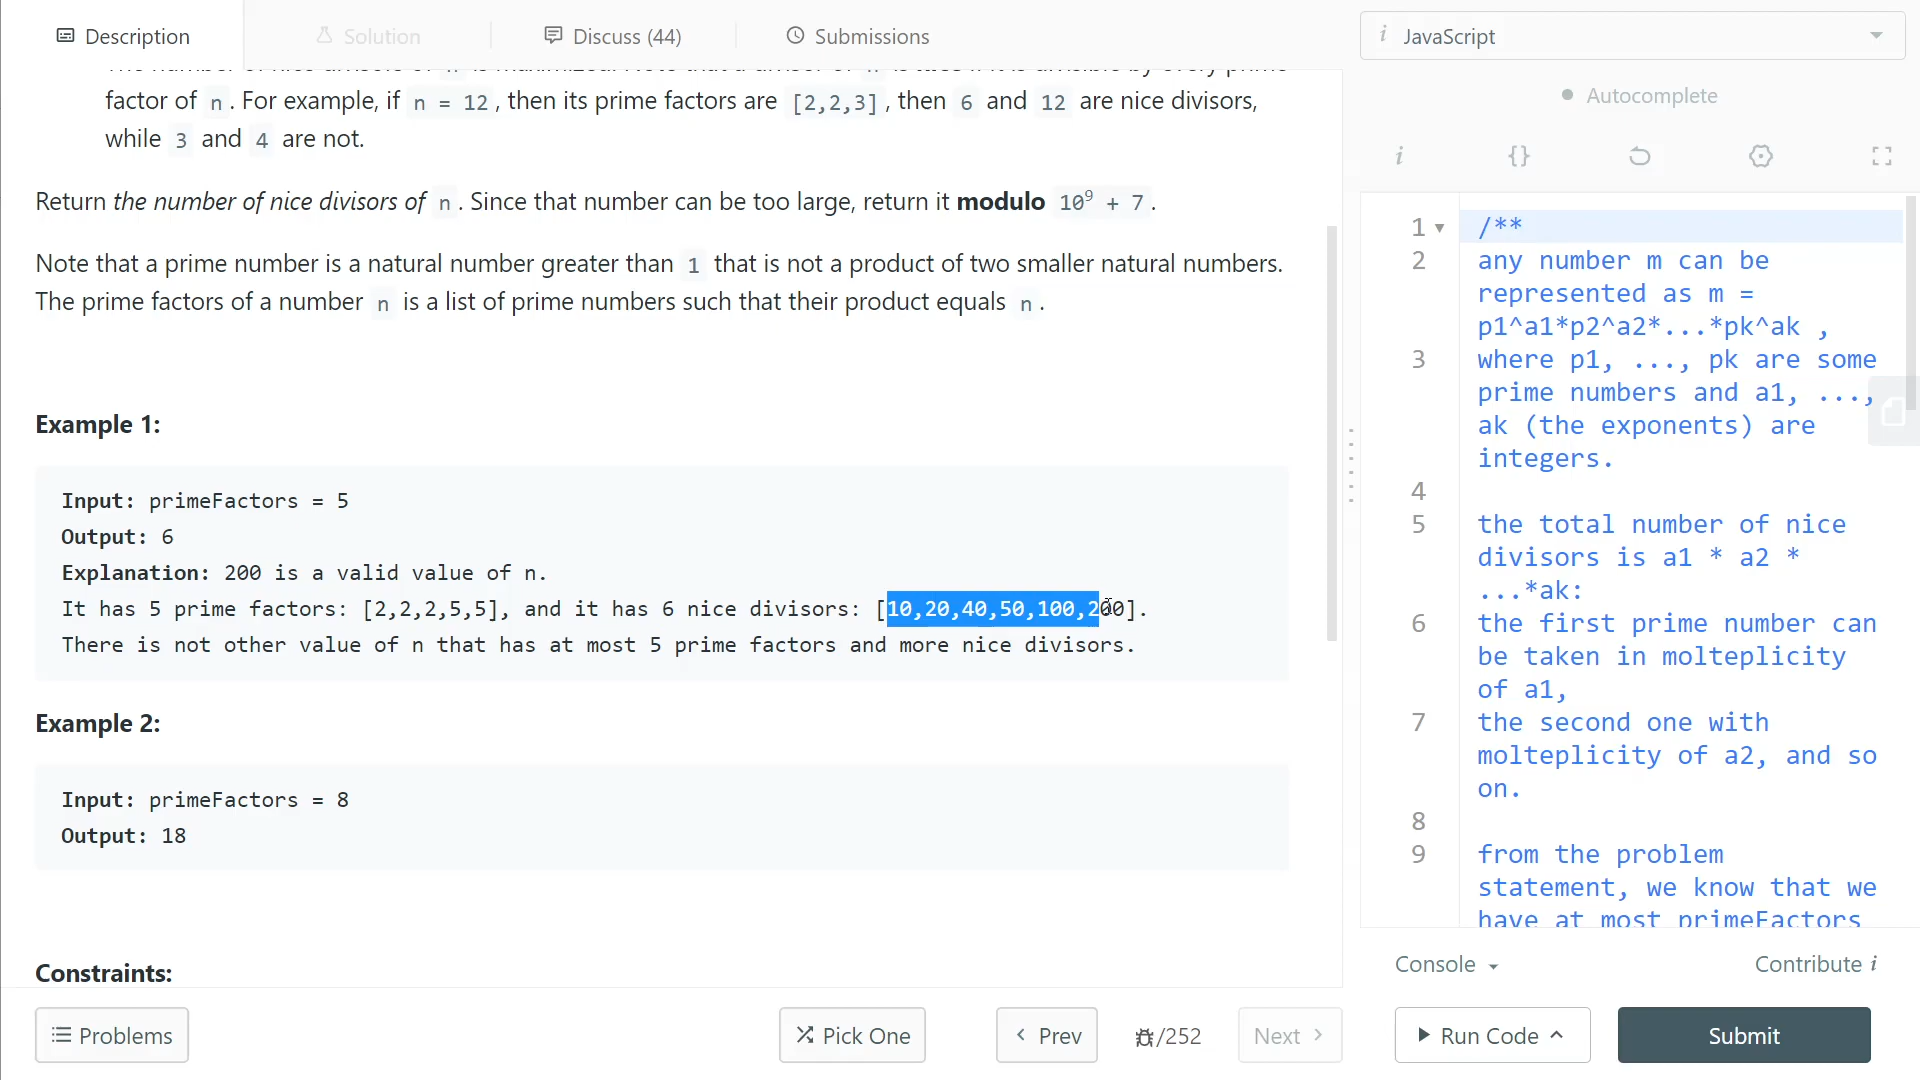 Description
Solution
Discuss (44)
Submissions
JavaScript
Autocomplete
factor of n. For example, if n = 12, then its prime factors are [2,2,3], then 6 and 12 are nice divisors,
while 3 and 4 are not.
Return the number of nice divisors of n. Since that number can be too large, return it modulo 10⁹ + 7.
Note that a prime number is a natural number greater than 1 that is not a product of two smaller natural numbers.
The prime factors of a number n is a list of prime numbers such that their product equals n.
Example 1:
Input: primeFactors = 5
Output: 6
Explanation: 200 is a valid value of n.
It has 5 prime factors: [2,2,2,5,5], and it has 6 nice divisors: [10,20,40,50,100,200].
There is not other value of n that has at most 5 prime factors and more nice divisors.
Example 2:
Input: primeFactors = 8
Output: 18
Constraints:
1 /**
2 any number m can be
represented as m =
p1^a1*p2^a2*...*pk^ak ,
3 where p1, ..., pk are some
prime numbers and a1, ...,
ak (the exponents) are
integers.
4
5 the total number of nice
divisors is a1 * a2 *
...*ak:
6 the first prime number can
be taken in molteplicity
of a1,
7 the second one with
molteplicity of a2, and so
on.
8
9 from the problem
statement, we know that we
have at most primeFactors
Console
Contribute i
Problems
Pick One
Prev
/252
Next
Run Code
Submit